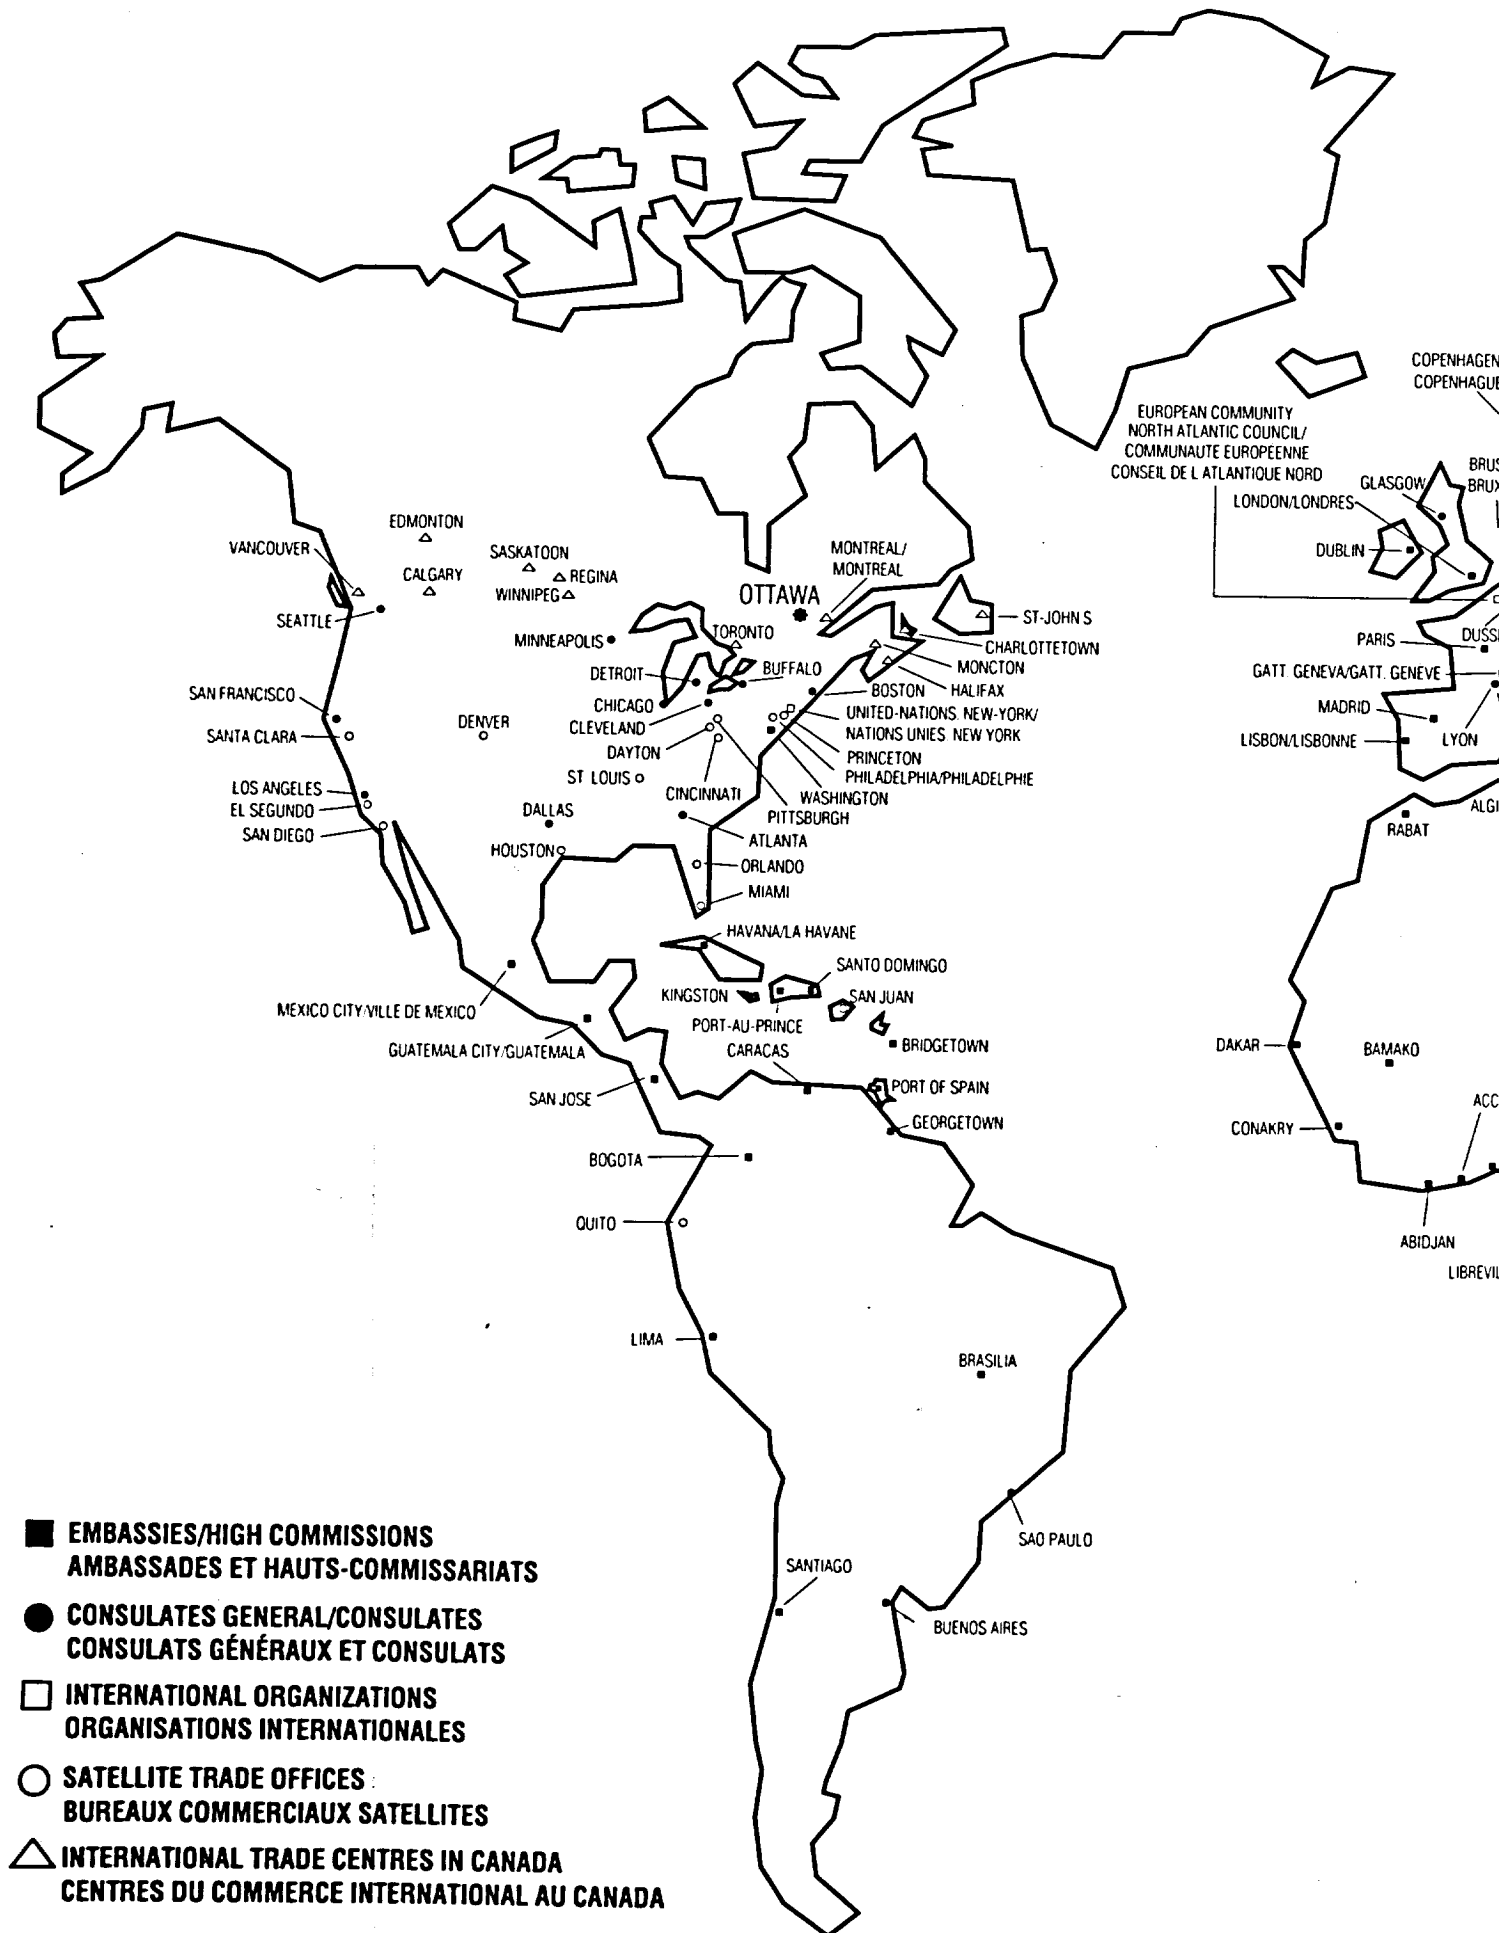 COPENHAGEN
COPENHAGUE
EUROPEAN COMMUNITY
NORTH ATLANTIC COUNCIL/
COMMUNAUTE EUROPEENNE
CONSEIL DE L ATLANTIQUE NORD
BRUS
BRUX
GLASGOW
LONDON/LONDRES
DUBLIN
EDMONTON
VANCOUVER
SASKATOON
CALGARY
REGINA
WINNIPEG
MONTREAL/
MONTREAL
OTTAWA
ST-JOHN S
SEATTLE
MINNEAPOLIS
TORONTO
CHARLOTTETOWN
PARIS
DUSS
DETROIT
BUFFALO
MONCTON
GATT. GENEVA/GATT. GENEVE
SAN FRANCISCO
BOSTON
HALIFAX
CHICAGO
MADRID
CLEVELAND
UNITED-NATIONS. NEW-YORK/
NATIONS UNIES. NEW YORK
DENVER
SANTA CLARA
LISBON/LISBONNE
LYON
DAYTON
PRINCETON
ST LOUIS
PHILADELPHIA/PHILADELPHIE
LOS ANGELES
CINCINNATI
WASHINGTON
EL SEGUNDO
DALLAS
PITTSBURGH
ALGI
SAN DIEGO
ATLANTA
RABAT
HOUSTON
ORLANDO
MIAMI
HAVANA/LA HAVANE
SANTO DOMINGO
KINGSTON
SAN JUAN
MEXICO CITY/VILLE DE MEXICO
PORT-AU-PRINCE
GUATEMALA CITY/GUATEMALA
CARACAS
BRIDGETOWN
DAKAR
BAMAKO
SAN JOSE
PORT OF SPAIN
ACC
GEORGETOWN
CONAKRY
BOGOTA
QUITO
ABIDJAN
LIBREVIL
LIMA
BRASILIA
SAO PAULO
SANTIAGO
BUENOS AIRES
EMBASSIES/HIGH COMMISSIONS
AMBASSADES ET HAUTS-COMMISSARIATS
CONSULATES GENERAL/CONSULATES
CONSULATS GÉNÉRAUX ET CONSULATS
INTERNATIONAL ORGANIZATIONS
ORGANISATIONS INTERNATIONALES
SATELLITE TRADE OFFICES
BUREAUX COMMERCIAUX SATELLITES
INTERNATIONAL TRADE CENTRES IN CANADA
CENTRES DU COMMERCE INTERNATIONAL AU CANADA